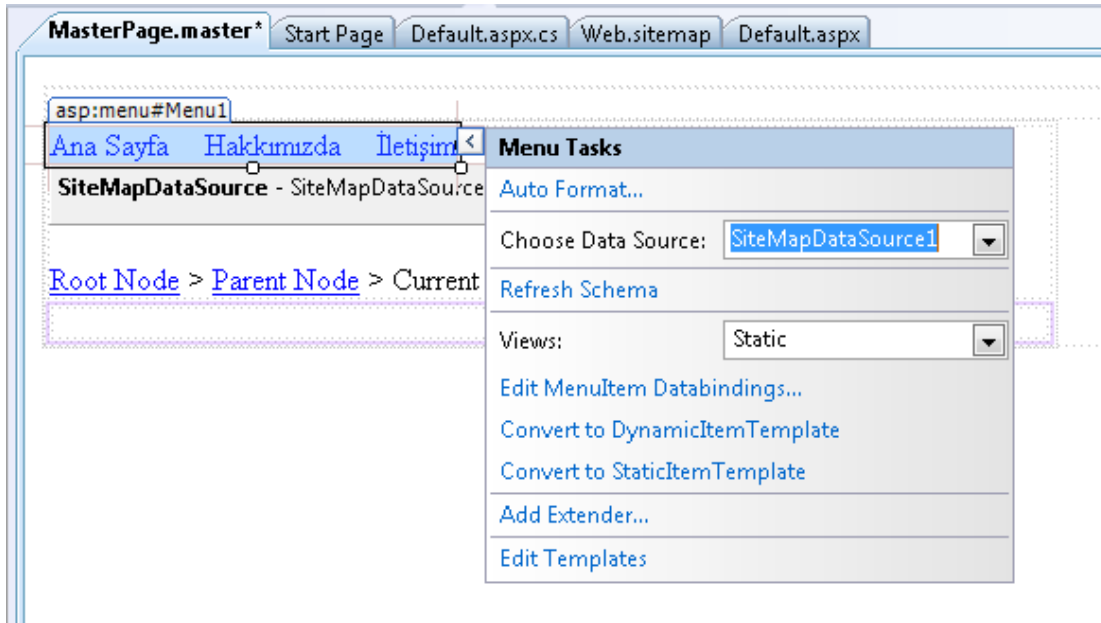 MasterPage.master* Start Page Default.aspx.cs Web.sitemap Default.aspx
asp:menu#Menu1
Ana Sayfa Hakkımızda İletişim
SiteMapDataSource - SiteMapDataSource
Root Node > Parent Node > Current
Menu Tasks
Auto Format...
Choose Data Source: SiteMapDataSource1
Refresh Schema
Views: Static
Edit MenuItem Databindings...
Convert to DynamicItemTemplate
Convert to StaticItemTemplate
Add Extender...
Edit Templates